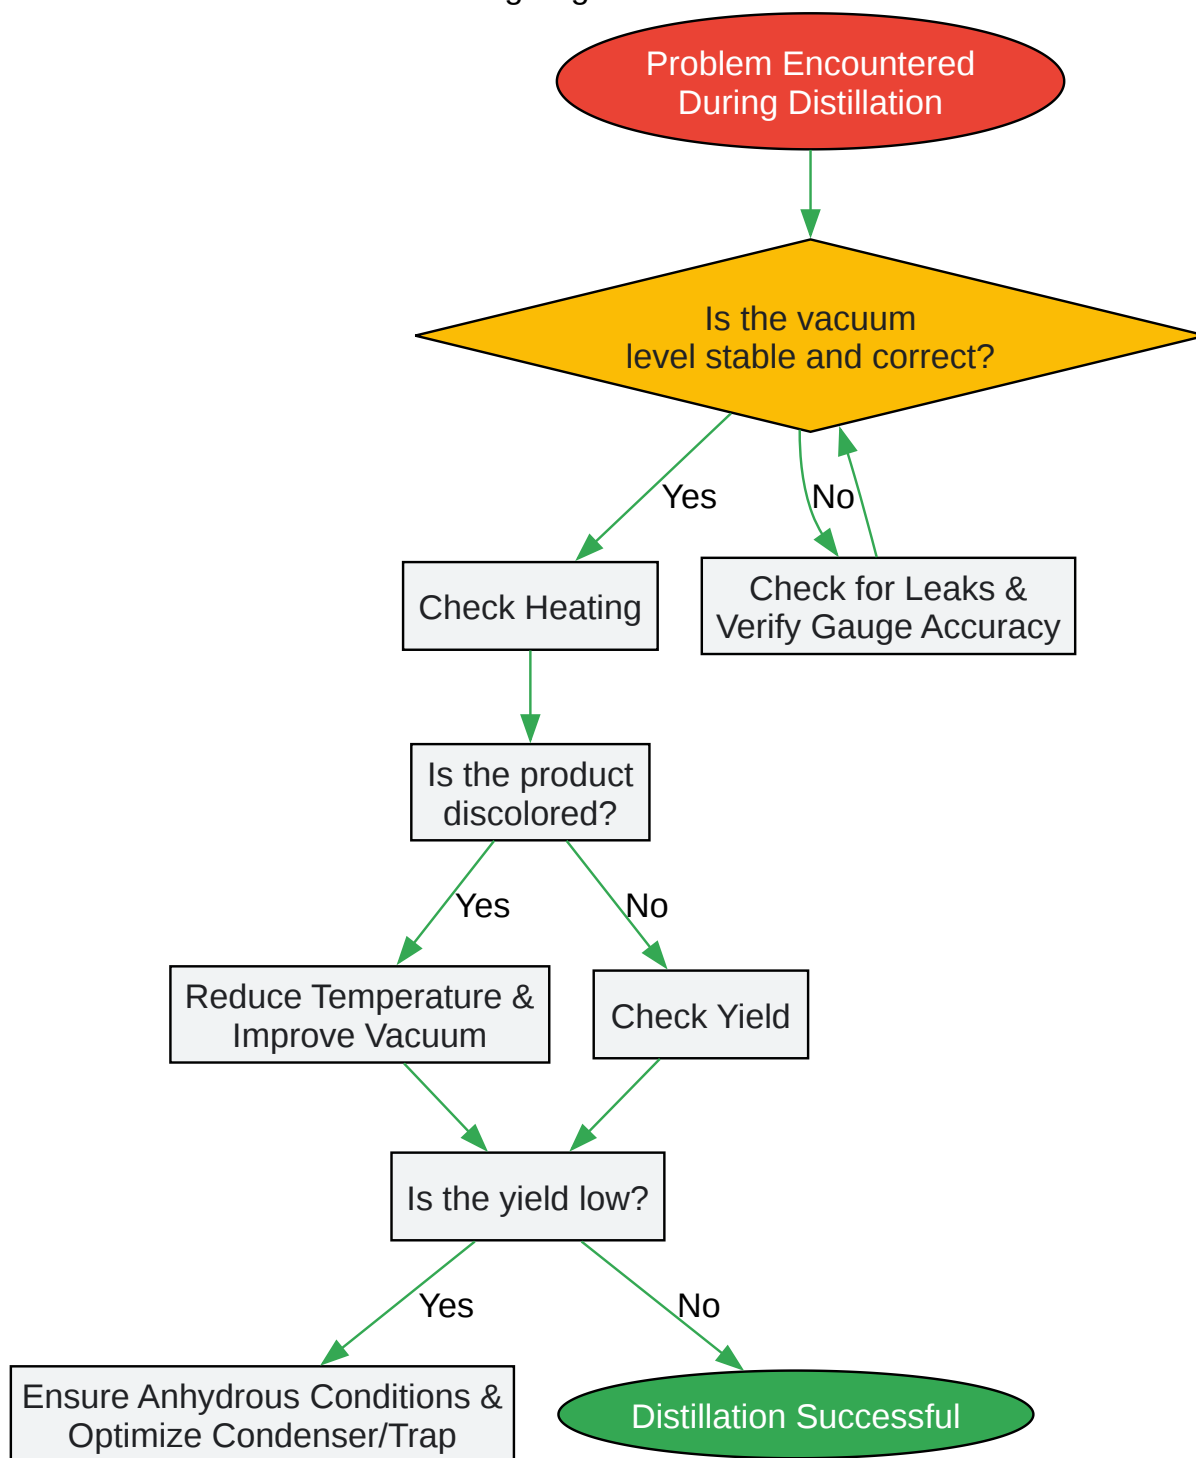 Problem Encountered
During Distillation
Is the vacuum
level stable and correct?
Yes
No
Check Heating
Check for Leaks &
Verify Gauge Accuracy
Is the product
discolored?
Yes
No
Reduce Temperature &
Improve Vacuum
Check Yield
Is the yield low?
Yes
No
Ensure Anhydrous Conditions &
Optimize Condenser/Trap
Distillation Successful